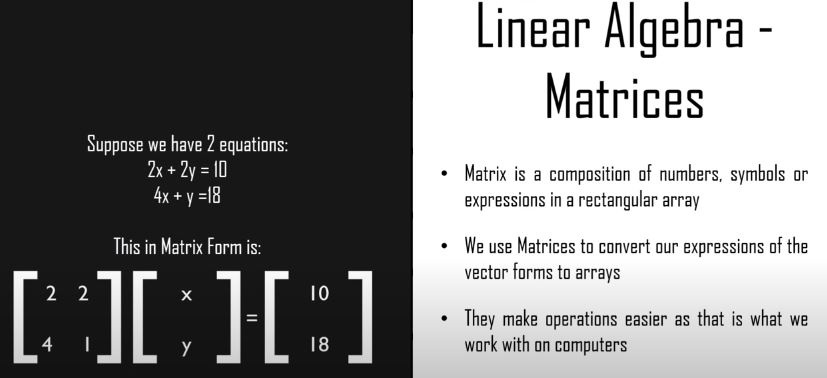 Suppose we have 2 equations:
2x + 2y = 10
4x + y =18
This in Matrix Form is:
2 2 x = 10
4 1 y 18
Linear Algebra -
Matrices
• Matrix is a composition of numbers, symbols or
expressions in a rectangular array
• We use Matrices to convert our expressions of the
vector forms to arrays
• They make operations easier as that is what we
work with on computers